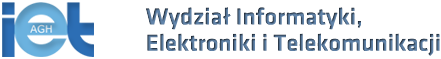 iet
AGH
Wydział Informatyki,
Elektroniki i Telekomunikacji